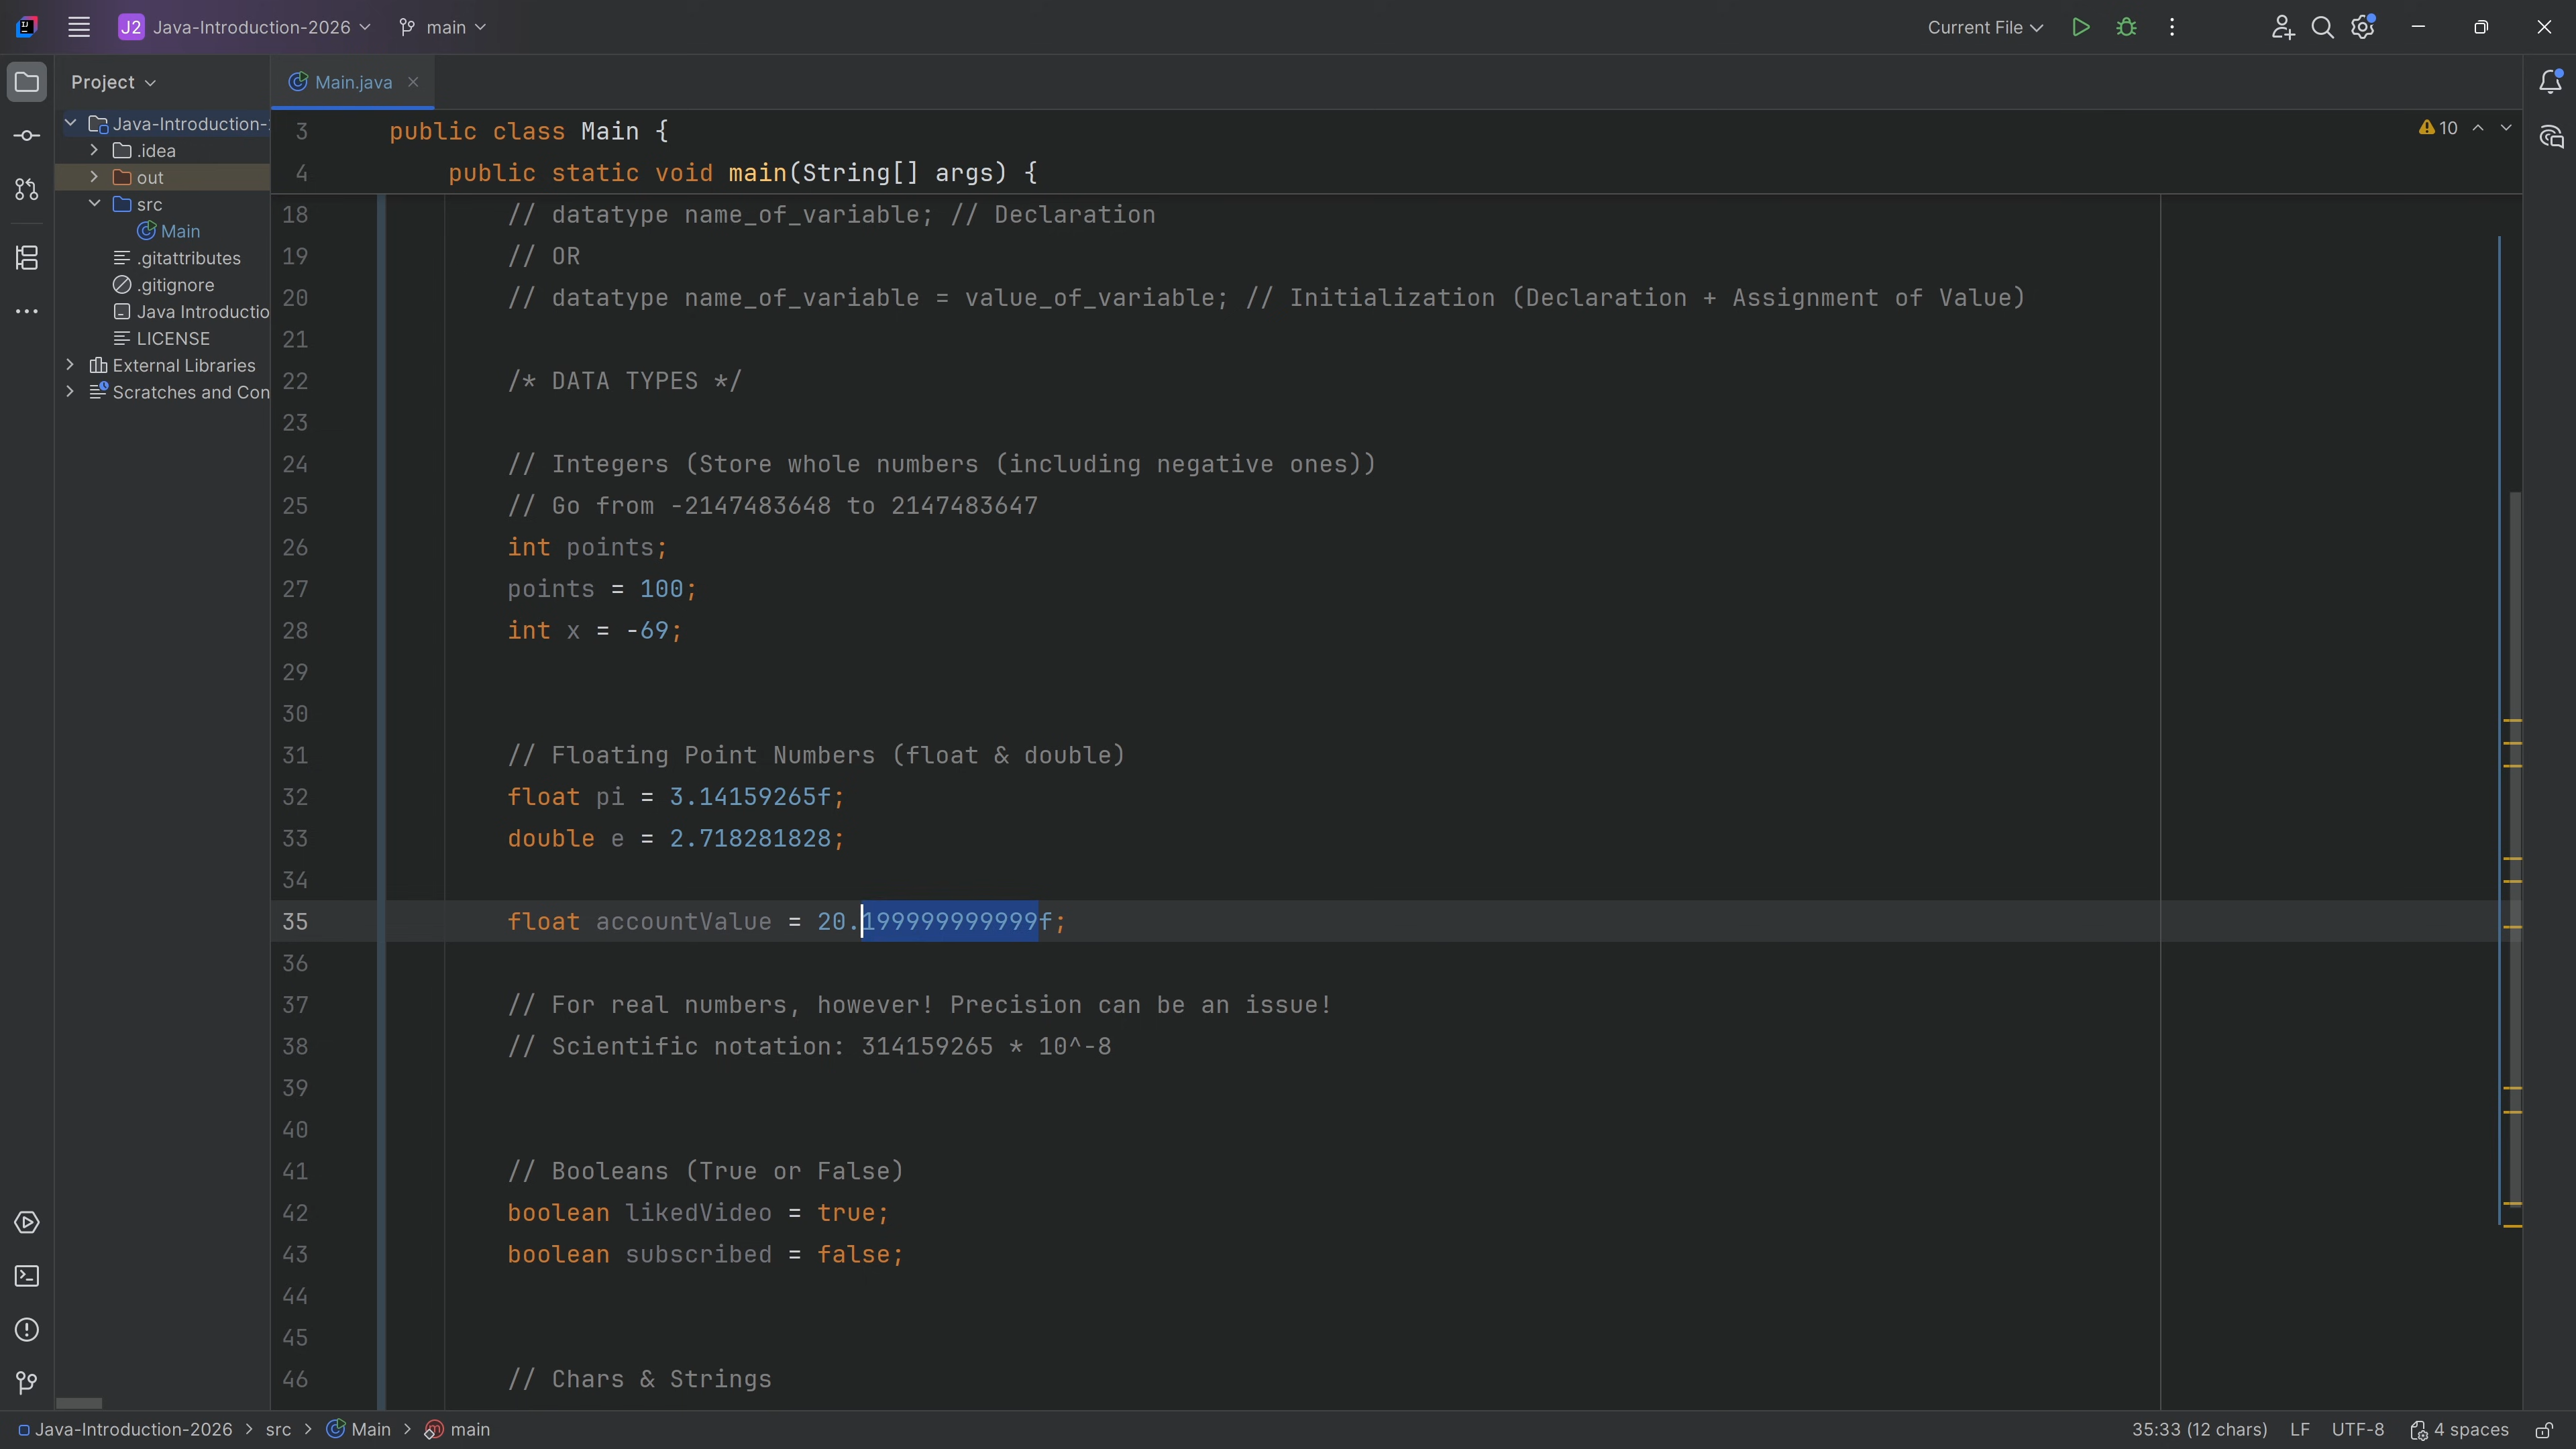 J2 Java-Introduction-2026 main Current File
Project
Main.java
Java-Introduction-
.idea
out
src
Main
.gitattributes
.gitignore
Java Introductio
LICENSE
External Libraries
Scratches and Con
10
3 public class Main {
4 public static void main(String[] args) {
18 // datatype name_of_variable; // Declaration
19 // OR
20 // datatype name_of_variable = value_of_variable; // Initialization (Declaration + Assignment of Value)
21
22 /* DATA TYPES */
23
24 // Integers (Store whole numbers (including negative ones))
25 // Go from -2147483648 to 2147483647
26 int points;
27 points = 100;
28 int x = -69;
29
30
31 // Floating Point Numbers (float & double)
32 float pi = 3.14159265f;
33 double e = 2.718281828;
34
35 float accountValue = 20.199999999999f;
36
37 // For real numbers, however! Precision can be an issue!
38 // Scientific notation: 314159265 * 10^-8
39
40
41 // Booleans (True or False)
42 boolean likedVideo = true;
43 boolean subscribed = false;
44
45
46 // Chars & Strings
Java-Introduction-2026 > src > Main > main 35:33 (12 chars) LF UTF-8 4 spaces